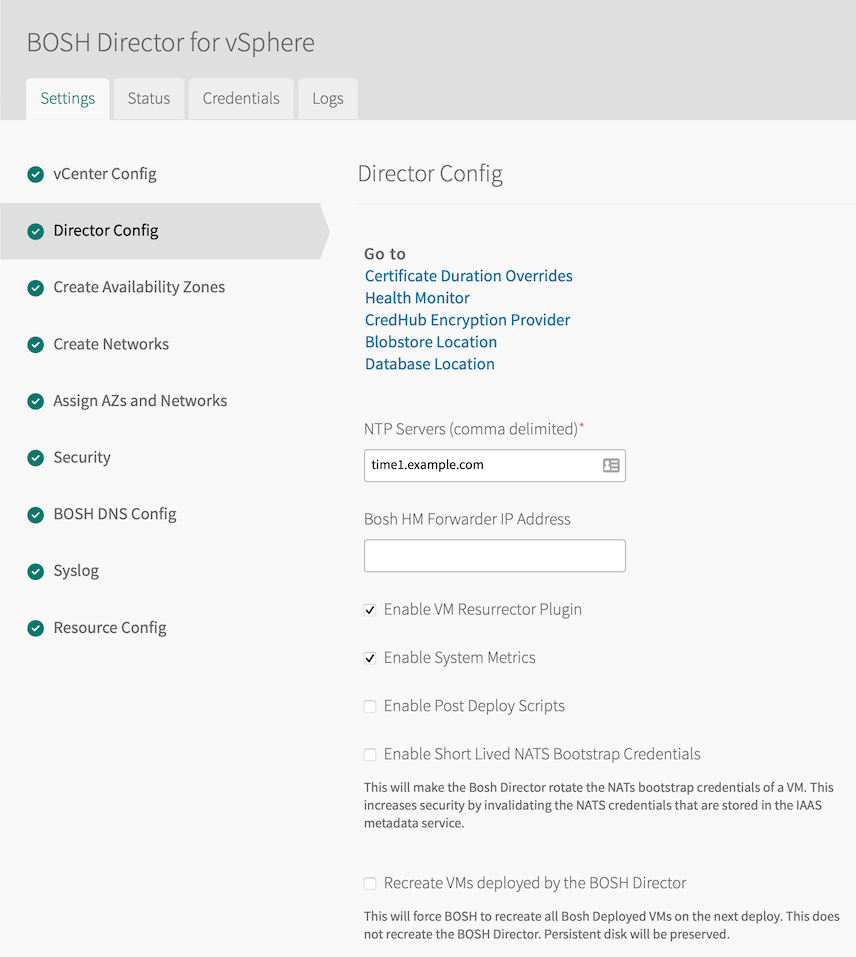 BOSH Director for vSphere
Settings
Status
Credentials
Logs
vCenter Config
Director Config
Create Availability Zones
Create Networks
Assign AZs and Networks
Security
BOSH DNS Config
Syslog
Resource Config
Director Config
Go to
Certificate Duration Overrides
Health Monitor
CredHub Encryption Provider
Blobstore Location
Database Location
NTP Servers (comma delimited)*
time1.example.com
Bosh HM Forwarder IP Address
Enable VM Resurrector Plugin
Enable System Metrics
Enable Post Deploy Scripts
Enable Short Lived NATS Bootstrap Credentials
This will make the Bosh Director rotate the NATs bootstrap credentials of a VM. This
increases security by invalidating the NATS credentials that are stored in the IAAS
metadata service.
Recreate VMs deployed by the BOSH Director
This will force BOSH to recreate all Bosh Deployed VMs on the next deploy. This does
not recreate the BOSH Director. Persistent disk will be preserved.